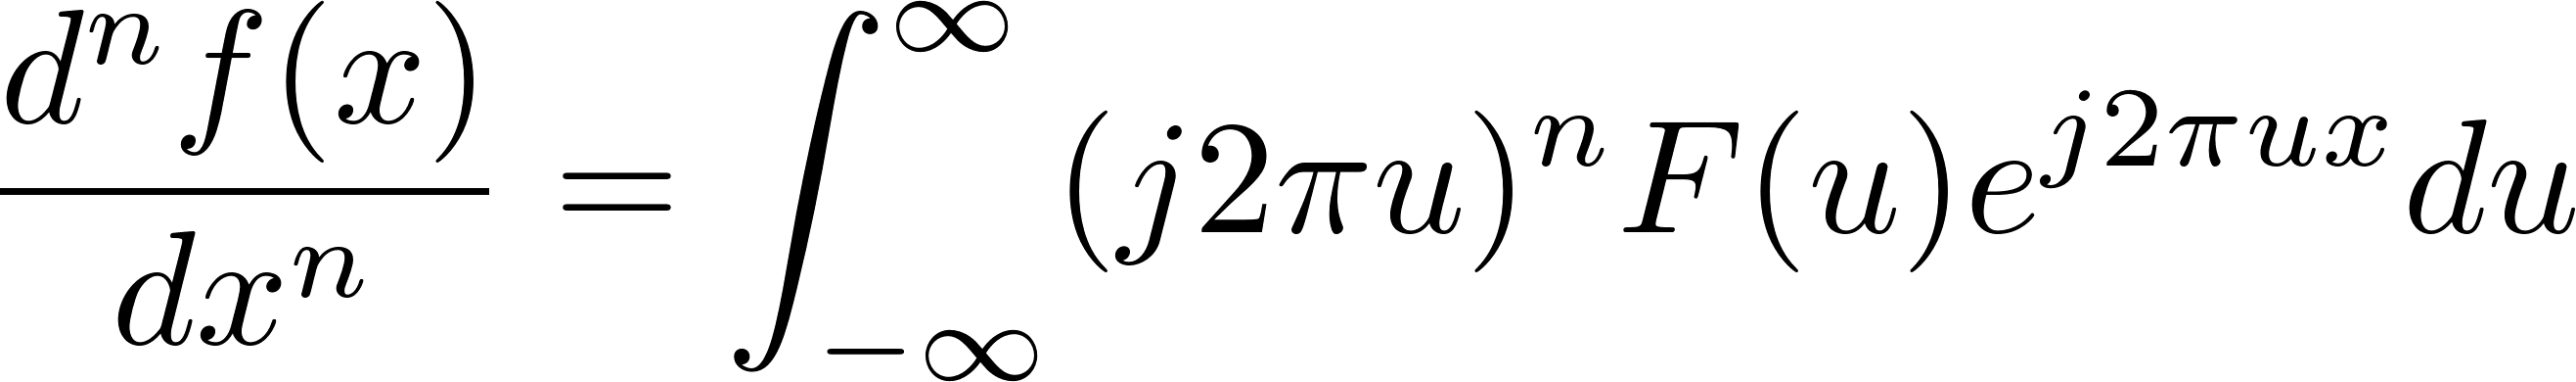 \frac{d^n f(x)}{dx^n} = \int_{-\infty}^{\infty} (j2\pi u)^n F(u) e^{j2\pi ux} du